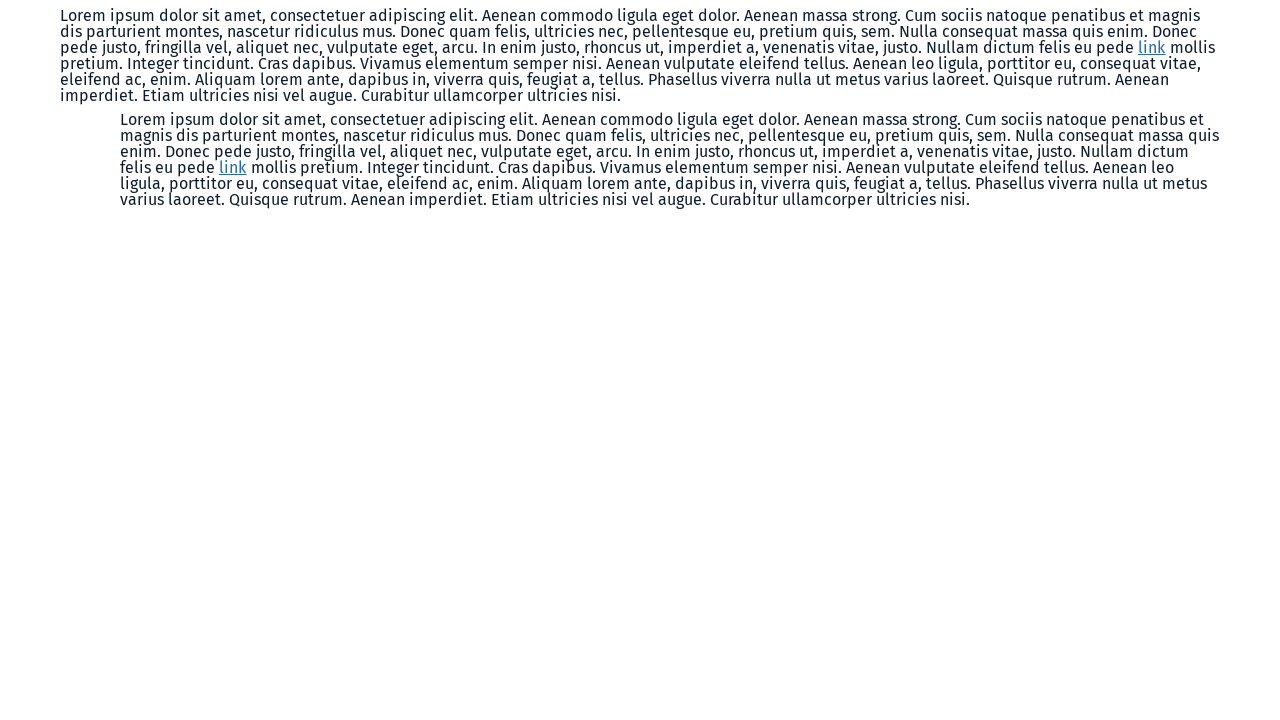 Lorem ipsum dolor sit amet, consectetuer adipiscing elit. Aenean commodo ligula eget dolor. Aenean massa strong. Cum sociis natoque penatibus et magnis
dis parturient montes, nascetur ridiculus mus. Donec quam felis, ultricies nec, pellentesque eu, pretium quis, sem. Nulla consequat massa quis enim. Donec
pede justo, fringilla vel, aliquet nec, vulputate eget, arcu. In enim justo, rhoncus ut, imperdiet a, venenatis vitae, justo. Nullam dictum felis eu pede link mollis
pretium. Integer tincidunt. Cras dapibus. Vivamus elementum semper nisi. Aenean vulputate eleifend tellus. Aenean leo ligula, porttitor eu, consequat vitae,
eleifend ac, enim. Aliquam lorem ante, dapibus in, viverra quis, feugiat a, tellus. Phasellus viverra nulla ut metus varius laoreet. Quisque rutrum. Aenean
imperdiet. Etiam ultricies nisi vel augue. Curabitur ullamcorper ultricies nisi.
Lorem ipsum dolor sit amet, consectetuer adipiscing elit. Aenean commodo ligula eget dolor. Aenean massa strong. Cum sociis natoque penatibus et
magnis dis parturient montes, nascetur ridiculus mus. Donec quam felis, ultricies nec, pellentesque eu, pretium quis, sem. Nulla consequat massa quis
enim. Donec pede justo, fringilla vel, aliquet nec, vulputate eget, arcu. In enim justo, rhoncus ut, imperdiet a, venenatis vitae, justo. Nullam dictum
felis eu pede link mollis pretium. Integer tincidunt. Cras dapibus. Vivamus elementum semper nisi. Aenean vulputate eleifend tellus. Aenean leo
ligula, porttitor eu, consequat vitae, eleifend ac, enim. Aliquam lorem ante, dapibus in, viverra quis, feugiat a, tellus. Phasellus viverra nulla ut metus
varius laoreet. Quisque rutrum. Aenean imperdiet. Etiam ultricies nisi vel augue. Curabitur ullamcorper ultricies nisi.